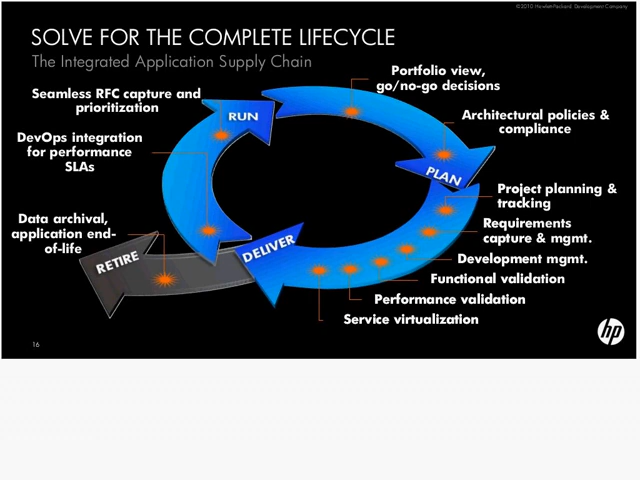 ©2010 Hewlett-Packard Development Company
SOLVE FOR THE COMPLETE LIFECYCLE
The Integrated Application Supply Chain
Portfolio view,
go/no-go decisions
Seamless RFC capture and
prioritization
RUN
Architectural policies &
compliance
DevOps integration
for performance
SLAs
PLAN
Project planning &
tracking
Data archival,
application end-
of-life
Requirements
capture & mgmt.
DELIVER
RETIRE
Development mgmt.
Functional validation
Performance validation
Service virtualization
hp
16